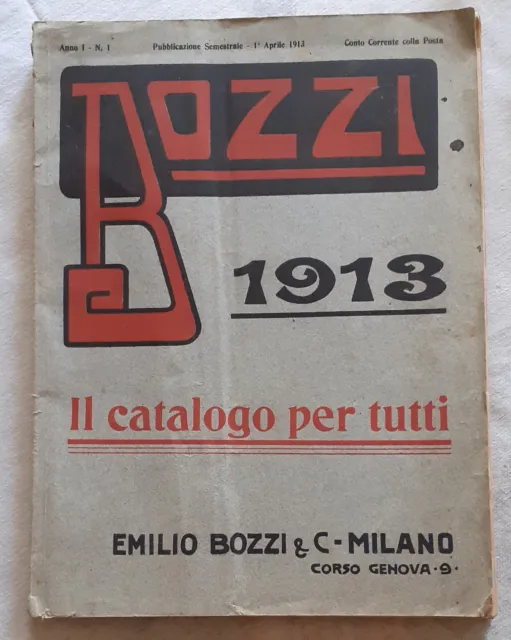 Anno I - N. 1 Pubblicazione Semestrale - 1° Aprile 1913 Conto Corrente colla Posta
BOZZI
1913
Il catalogo per tutti
EMILIO BOZZI & C - MILANO
CORSO GENOVA · 9 ·